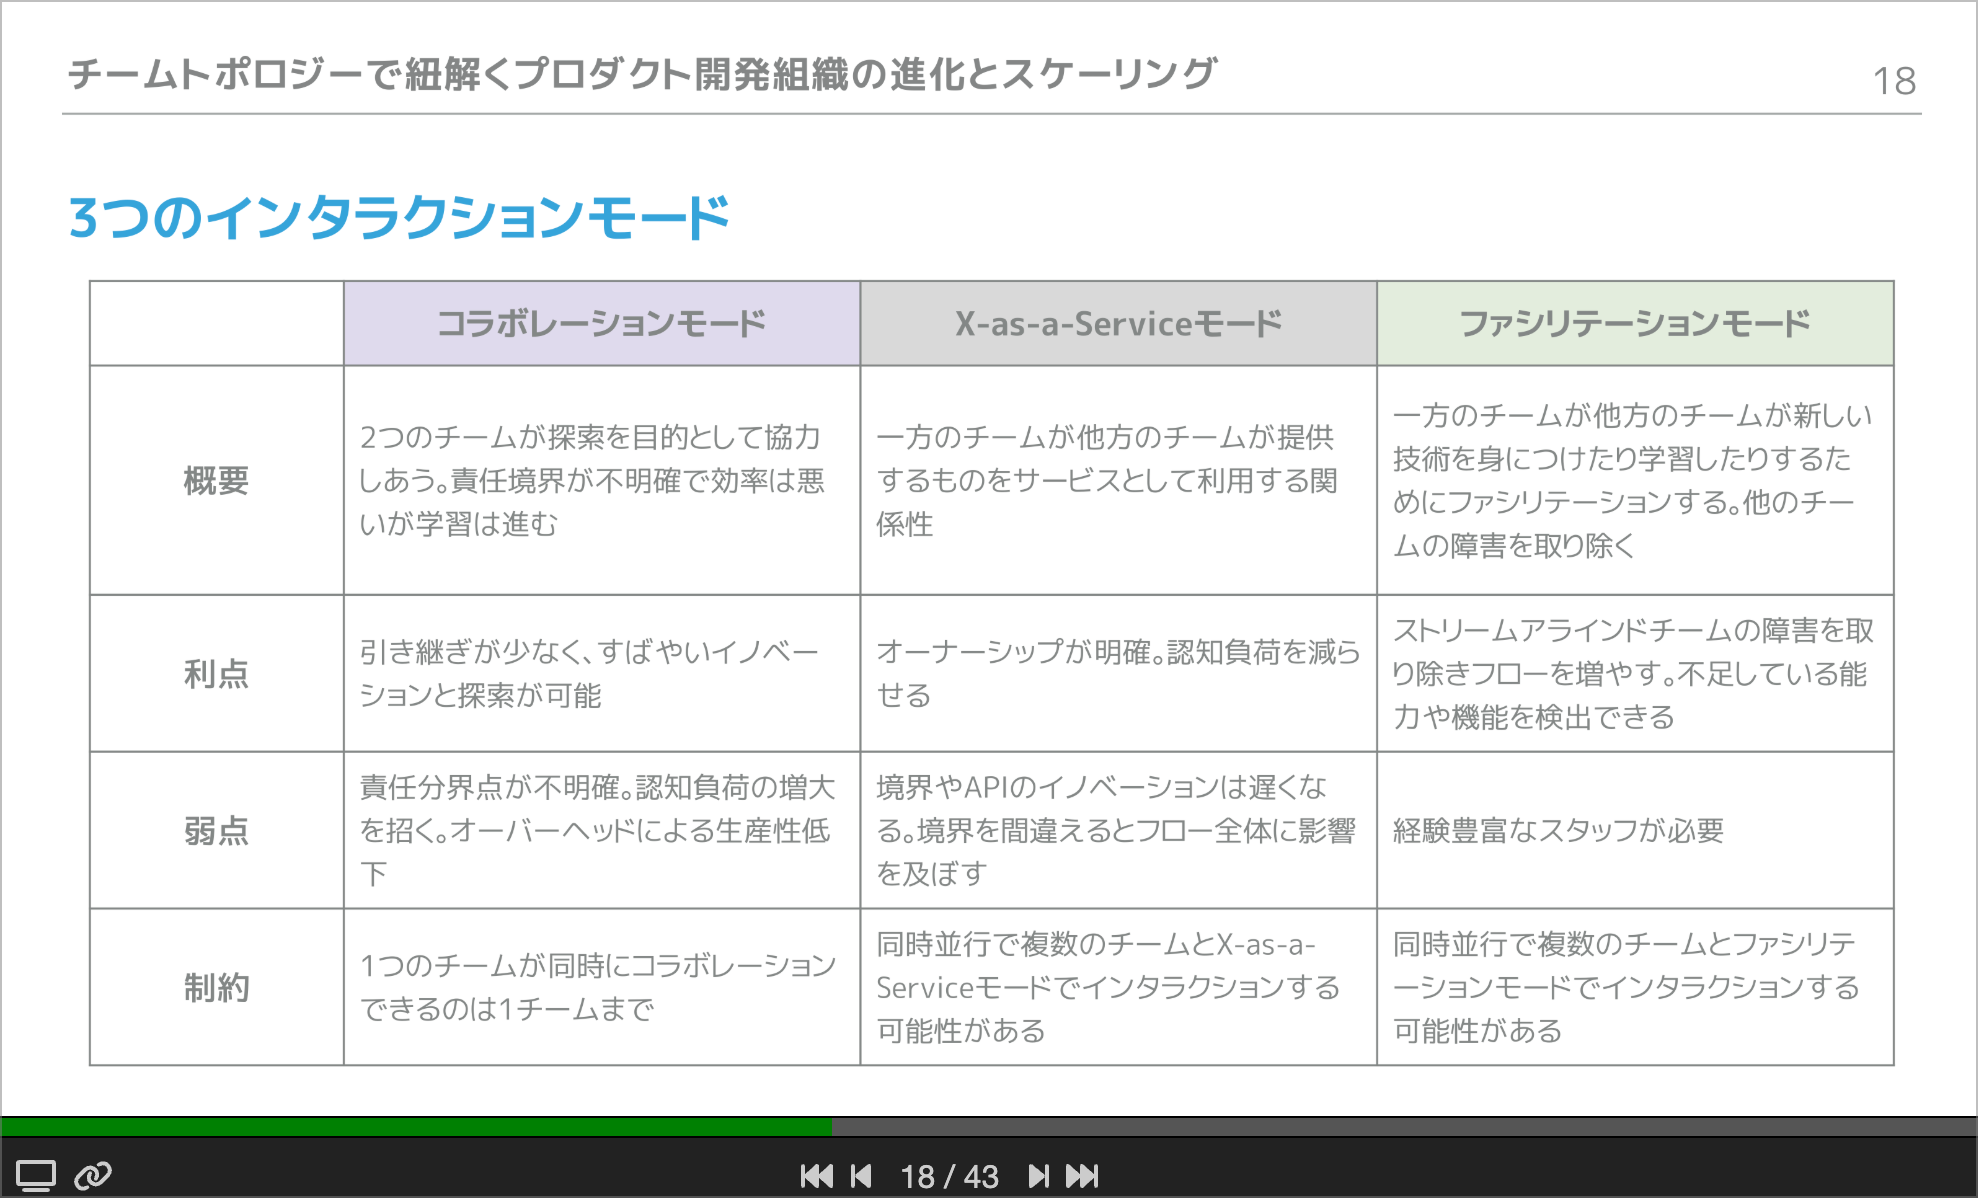 チームトポロジーで紐解くプロダクト開発組織の進化とスケーリング
18
3つのインタラクションモード
コラボレーションモード
X-as-a-Serviceモード
ファシリテーションモード
概要
2つのチームが探索を目的として協力
しあう。責任境界が不明確で効率は悪
いが学習は進む
一方のチームが他方のチームが提供
するものをサービスとして利用する関
係性
一方のチームが他方のチームが新しい
技術を身につけたり学習したりするた
めにファシリテーションする。他のチー
ムの障害を取り除く
利点
引き継ぎが少なく、すばやいイノベー
ションと探索が可能
オーナーシップが明確。認知負荷を減ら
せる
ストリームアラインドチームの障害を取
り除きフローを増やす。不足している能
力や機能を検出できる
弱点
責任分界点が不明確。認知負荷の増大
を招く。オーバーヘッドによる生産性低
下
境界やAPIのイノベーションは遅くな
る。境界を間違えるとフロー全体に影響
を及ぼす
経験豊富なスタッフが必要
制約
1つのチームが同時にコラボレーション
できるのは1チームまで
同時並行で複数のチームとX-as-a-
Serviceモードでインタラクションする
可能性がある
同時並行で複数のチームとファシリテ
ーションモードでインタラクションする
可能性がある
18 / 43